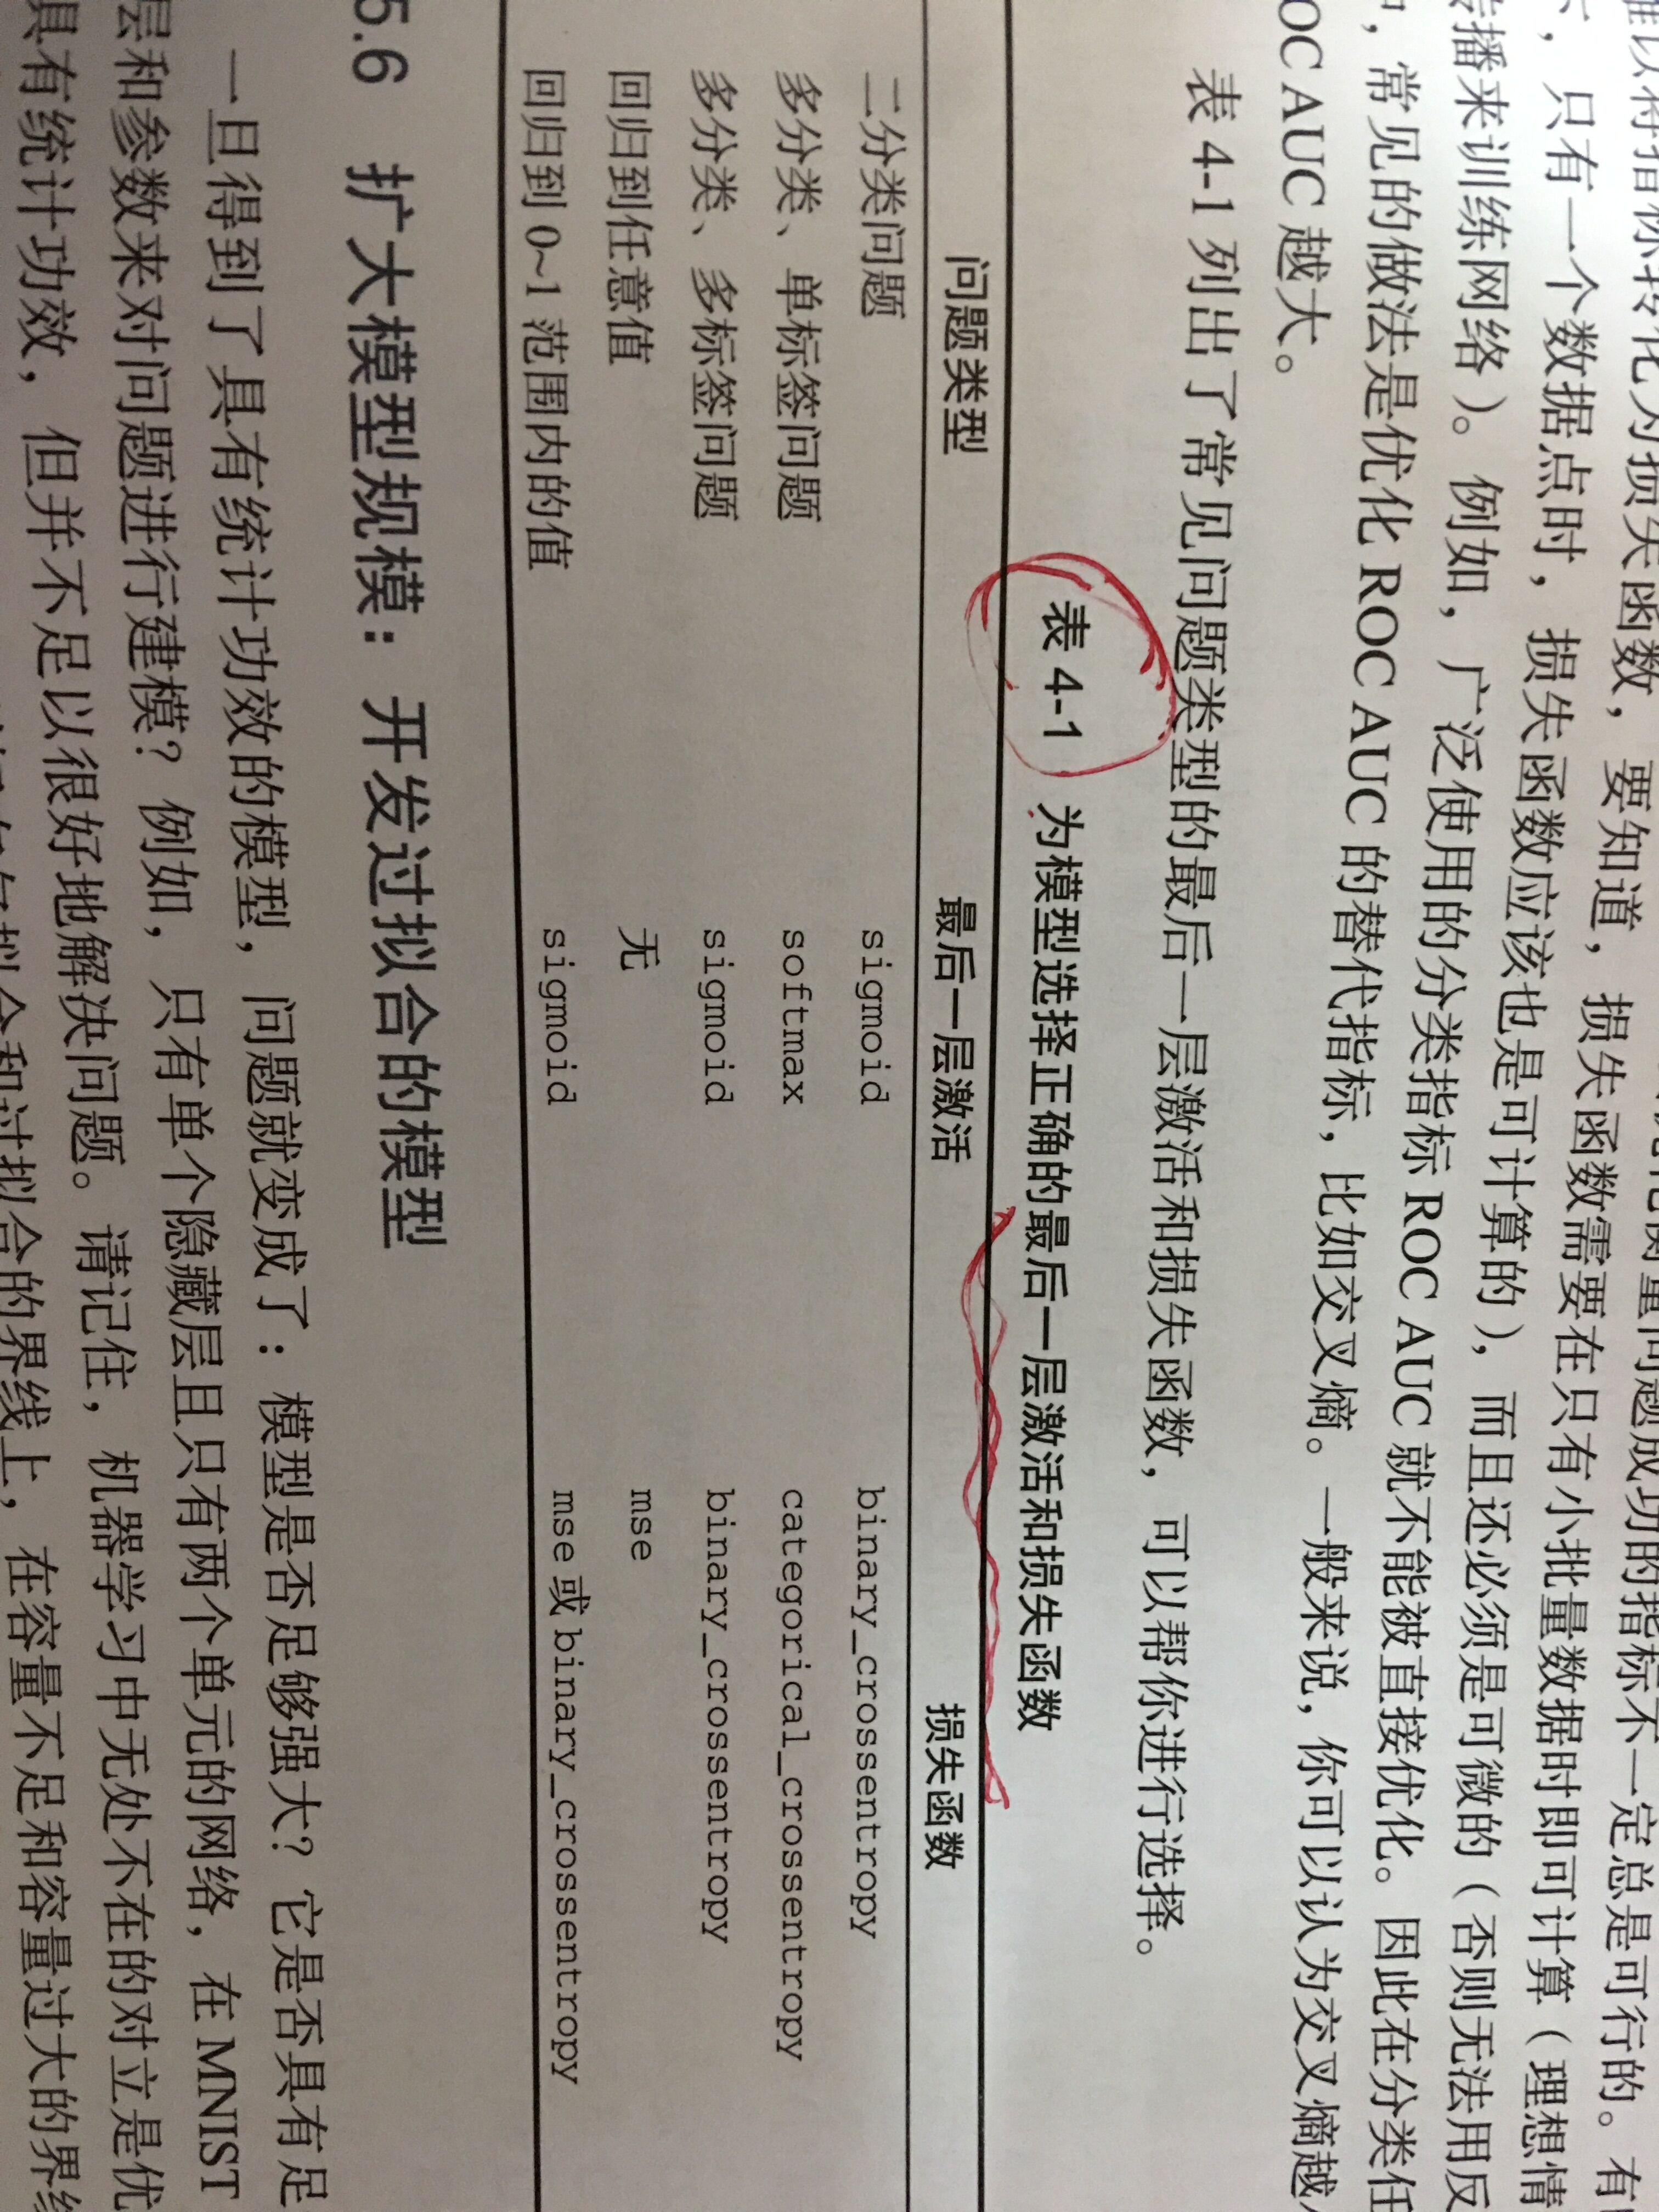 难以将指标转化为损失函数，要知道，损失函数需要在只有小批量数据时即可计算（理想情
，只有一个数据点时，损失函数应该也是可计算的），而且还必须是可微的（否则无法用反
传播来训练网络）。例如，广泛使用的分类指标 ROC AUC 就不能被直接优化。因此在分类任
，常见的做法是优化 ROC AUC 的替代指标，比如交叉熵。一般来说，你可以认为交叉熵越
OC AUC 越大。
表 4-1 列出了常见问题类型的最后一层激活和损失函数，可以帮你进行选择。
表 4-1 为模型选择正确的最后一层激活和损失函数
问题类型 最后一层激活 损失函数
二分类问题 sigmoid binary_crossentropy
多分类、单标签问题 softmax categorical_crossentropy
多分类、多标签问题 sigmoid binary_crossentropy
回归到任意值 无 mse
回归到 0~1 范围内的值 sigmoid mse 或 binary_crossentropy
5.6 扩大模型规模：开发过拟合的模型
一旦得到了具有统计功效的模型，问题就变成了：模型是否足够强大？它是否具有足
层和参数来对问题进行建模？例如，只有单个隐藏层且只有两个单元的网络，在 MNIST
具有统计功效，但并不足以很好地解决问题。请记住，机器学习中无处不在的对立是优
拟合和过拟合的界线上，在容量不足和容量过大的界线